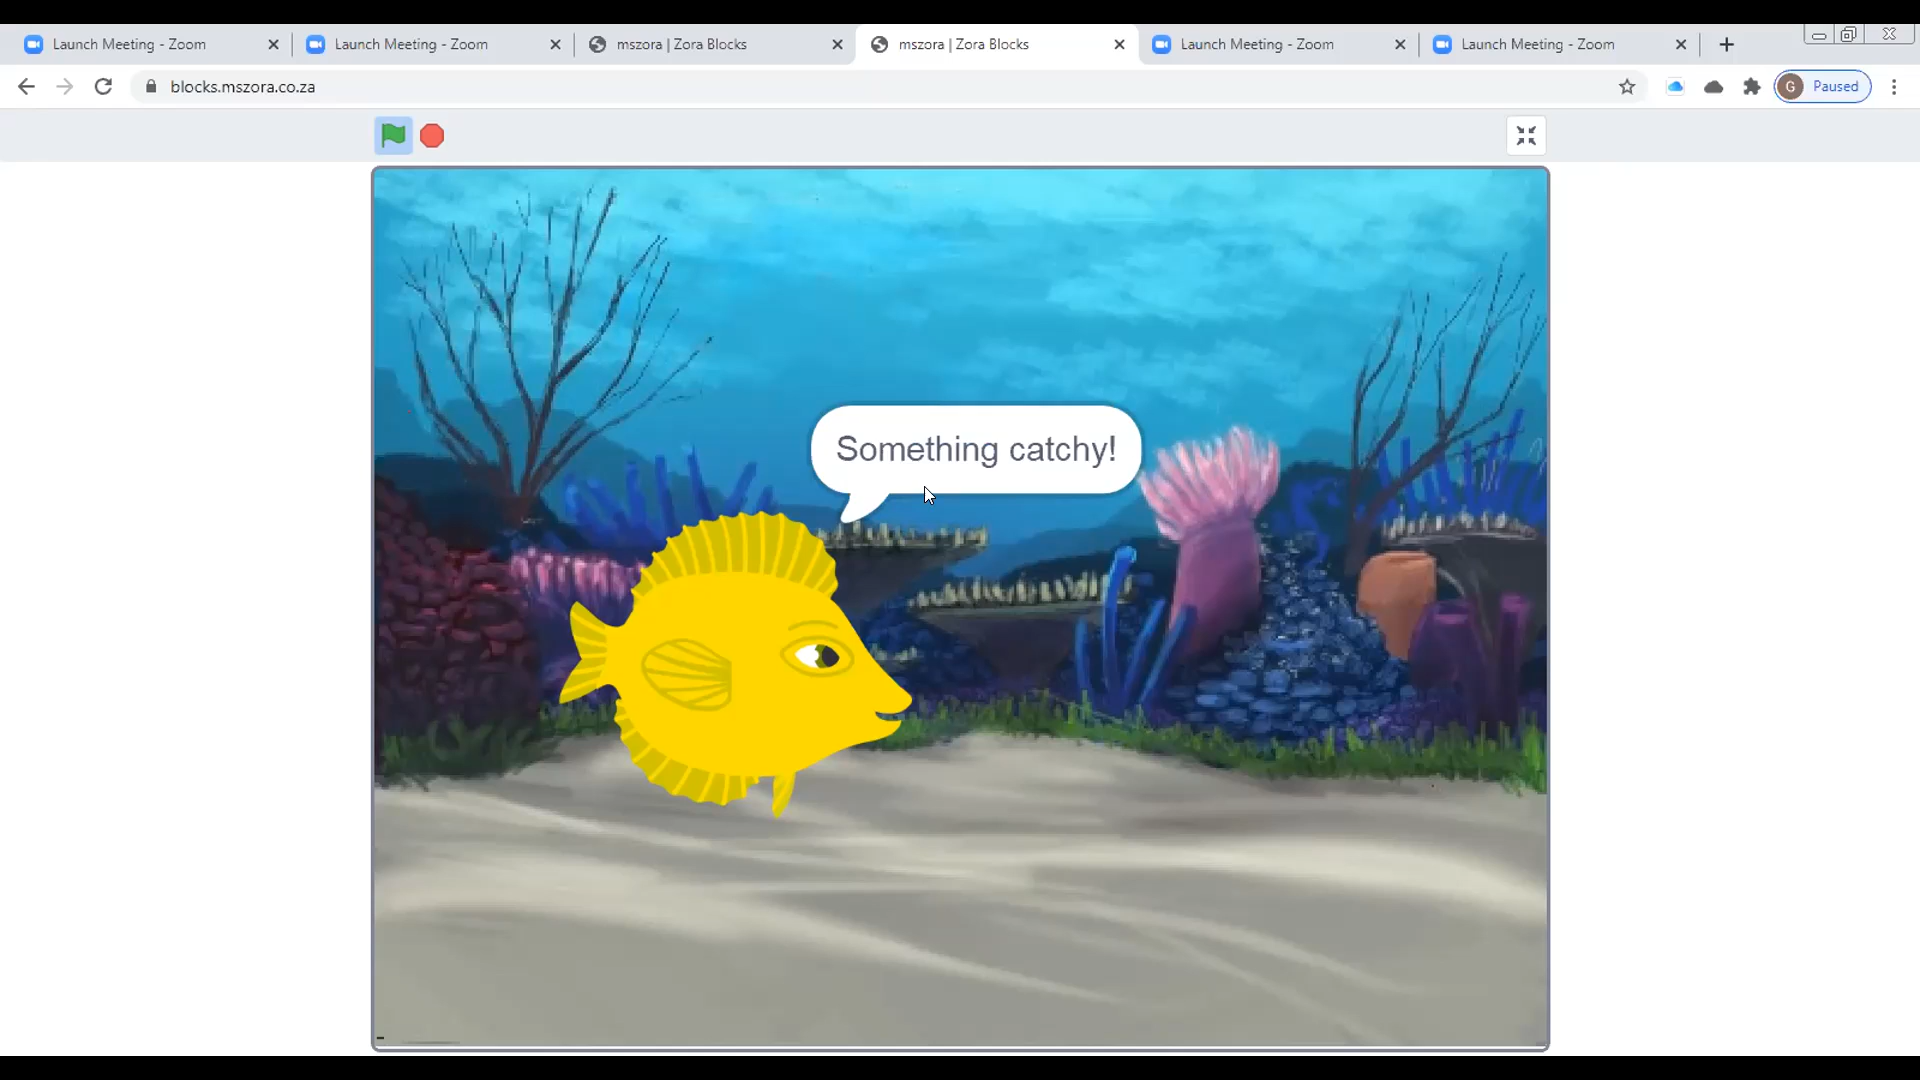 Launch Meeting - Zoom
Launch Meeting - Zoom
mszora | Zora Blocks
mszora | Zora Blocks
Launch Meeting - Zoom
Launch Meeting - Zoom
blocks.mszora.co.za
G
Paused
Something catchy!